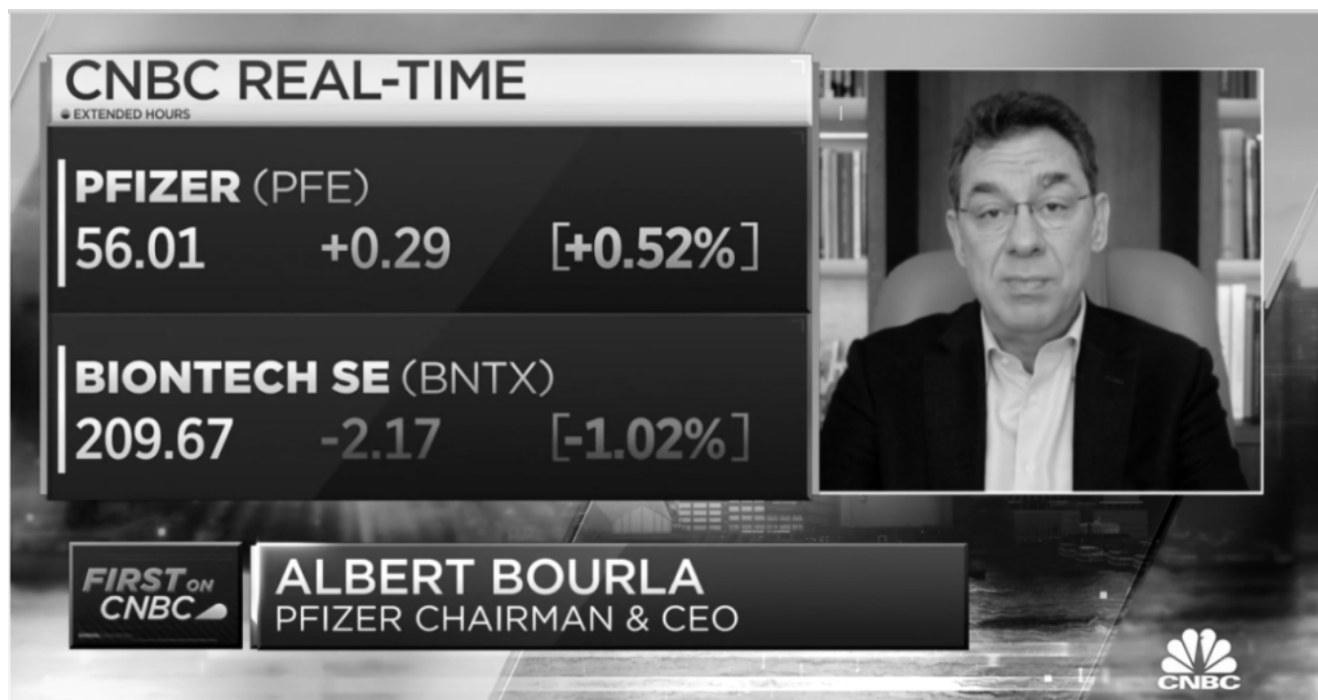 CNBC REAL-TIME
EXTENDED HOURS
PFIZER (PFE)
56.01 +0.29 [+0.52%]
BIONTECH SE (BNTX)
209.67 -2.17 [-1.02%]
FIRST ON
CNBC
ALBERT BOURLA
PFIZER CHAIRMAN & CEO
CNBC